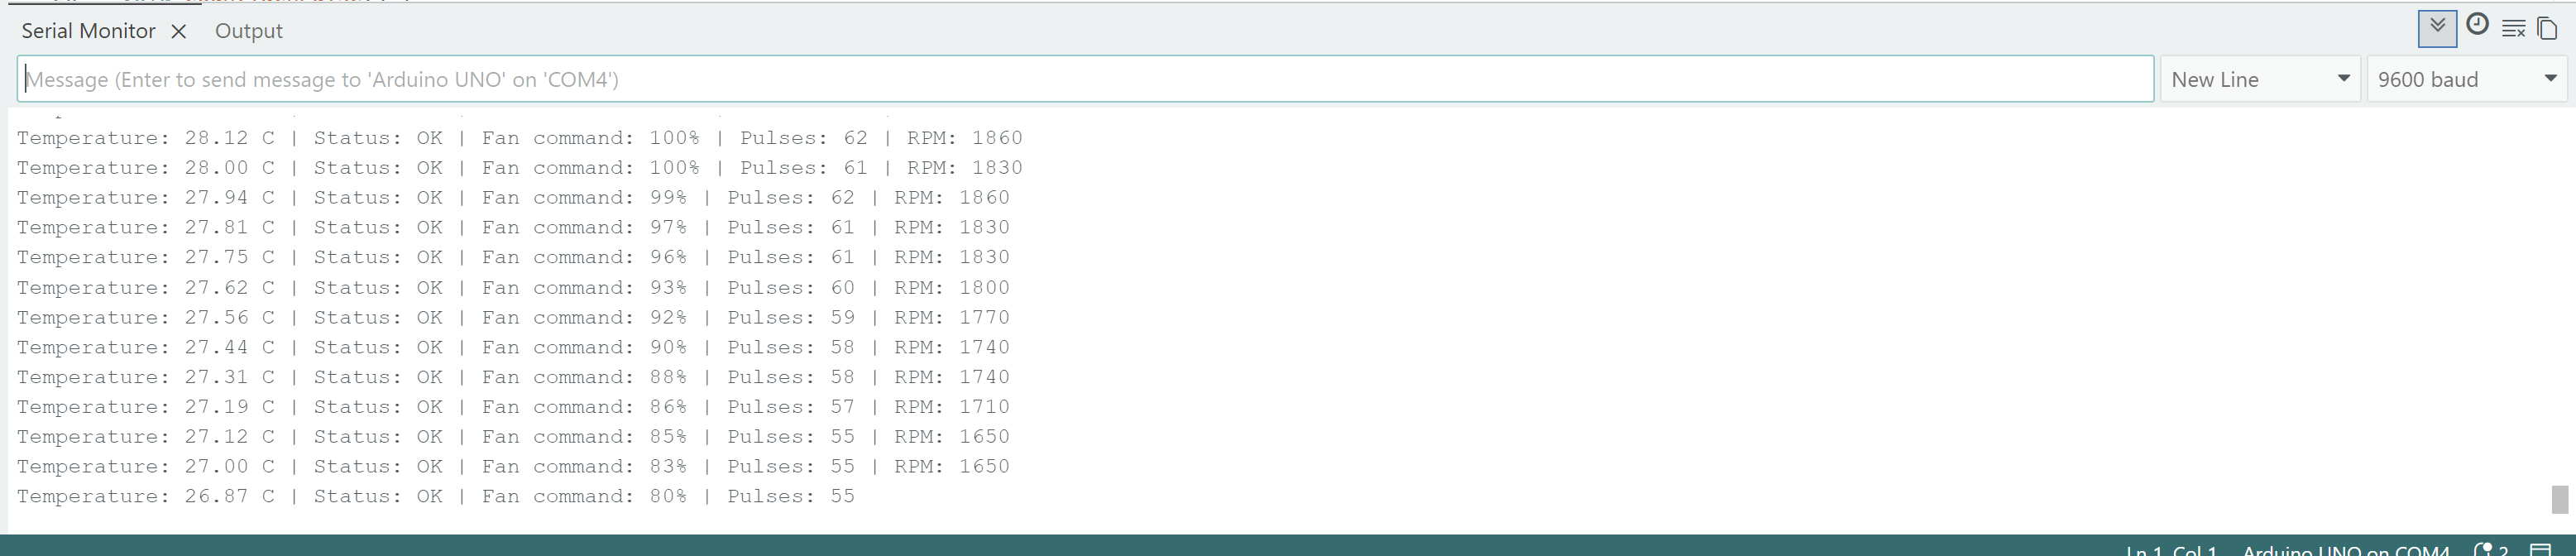 Serial Monitor × Output
Message (Enter to send message to 'Arduino UNO' on 'COM4') New Line 9600 baud
Temperature: 28.12 C | Status: OK | Fan command: 100% | Pulses: 62 | RPM: 1860
Temperature: 28.00 C | Status: OK | Fan command: 100% | Pulses: 61 | RPM: 1830
Temperature: 27.94 C | Status: OK | Fan command: 99% | Pulses: 62 | RPM: 1860
Temperature: 27.81 C | Status: OK | Fan command: 97% | Pulses: 61 | RPM: 1830
Temperature: 27.75 C | Status: OK | Fan command: 96% | Pulses: 61 | RPM: 1830
Temperature: 27.62 C | Status: OK | Fan command: 93% | Pulses: 60 | RPM: 1800
Temperature: 27.56 C | Status: OK | Fan command: 92% | Pulses: 59 | RPM: 1770
Temperature: 27.44 C | Status: OK | Fan command: 90% | Pulses: 58 | RPM: 1740
Temperature: 27.31 C | Status: OK | Fan command: 88% | Pulses: 58 | RPM: 1740
Temperature: 27.19 C | Status: OK | Fan command: 86% | Pulses: 57 | RPM: 1710
Temperature: 27.12 C | Status: OK | Fan command: 85% | Pulses: 55 | RPM: 1650
Temperature: 27.00 C | Status: OK | Fan command: 83% | Pulses: 55 | RPM: 1650
Temperature: 26.87 C | Status: OK | Fan command: 80% | Pulses: 55
Ln 1, Col 1 Arduino UNO on COM4 2